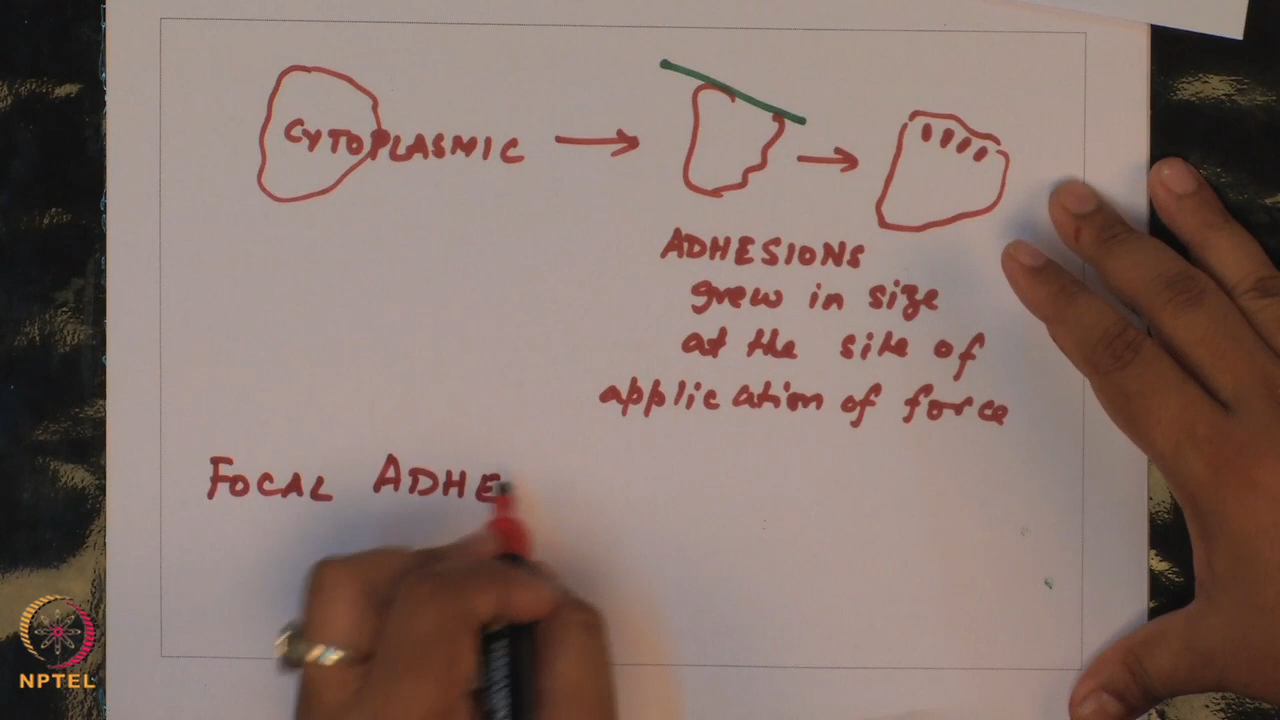 CYTOPLASMIC
ADHESIONS
grew in size
at the site of
application of force
FOCAL ADHE
NPTEL